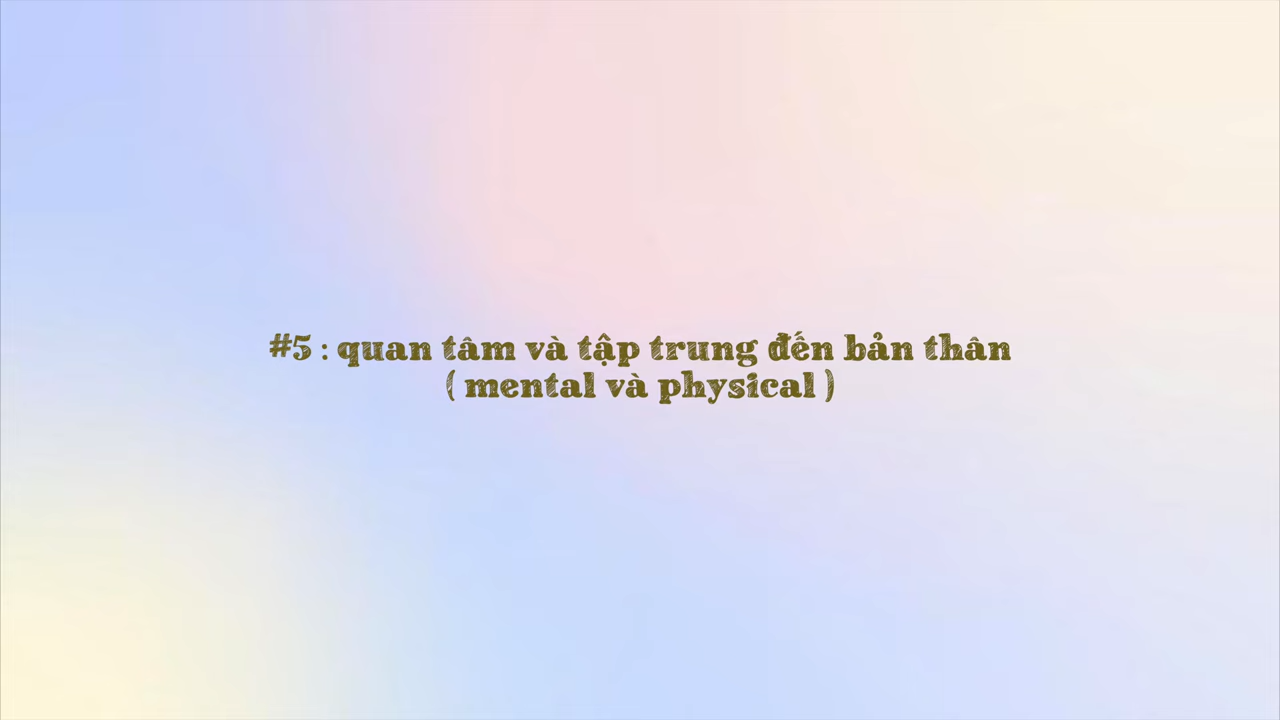 #5 : quan tâm và tập trung đến bản thân
( mental và physical )